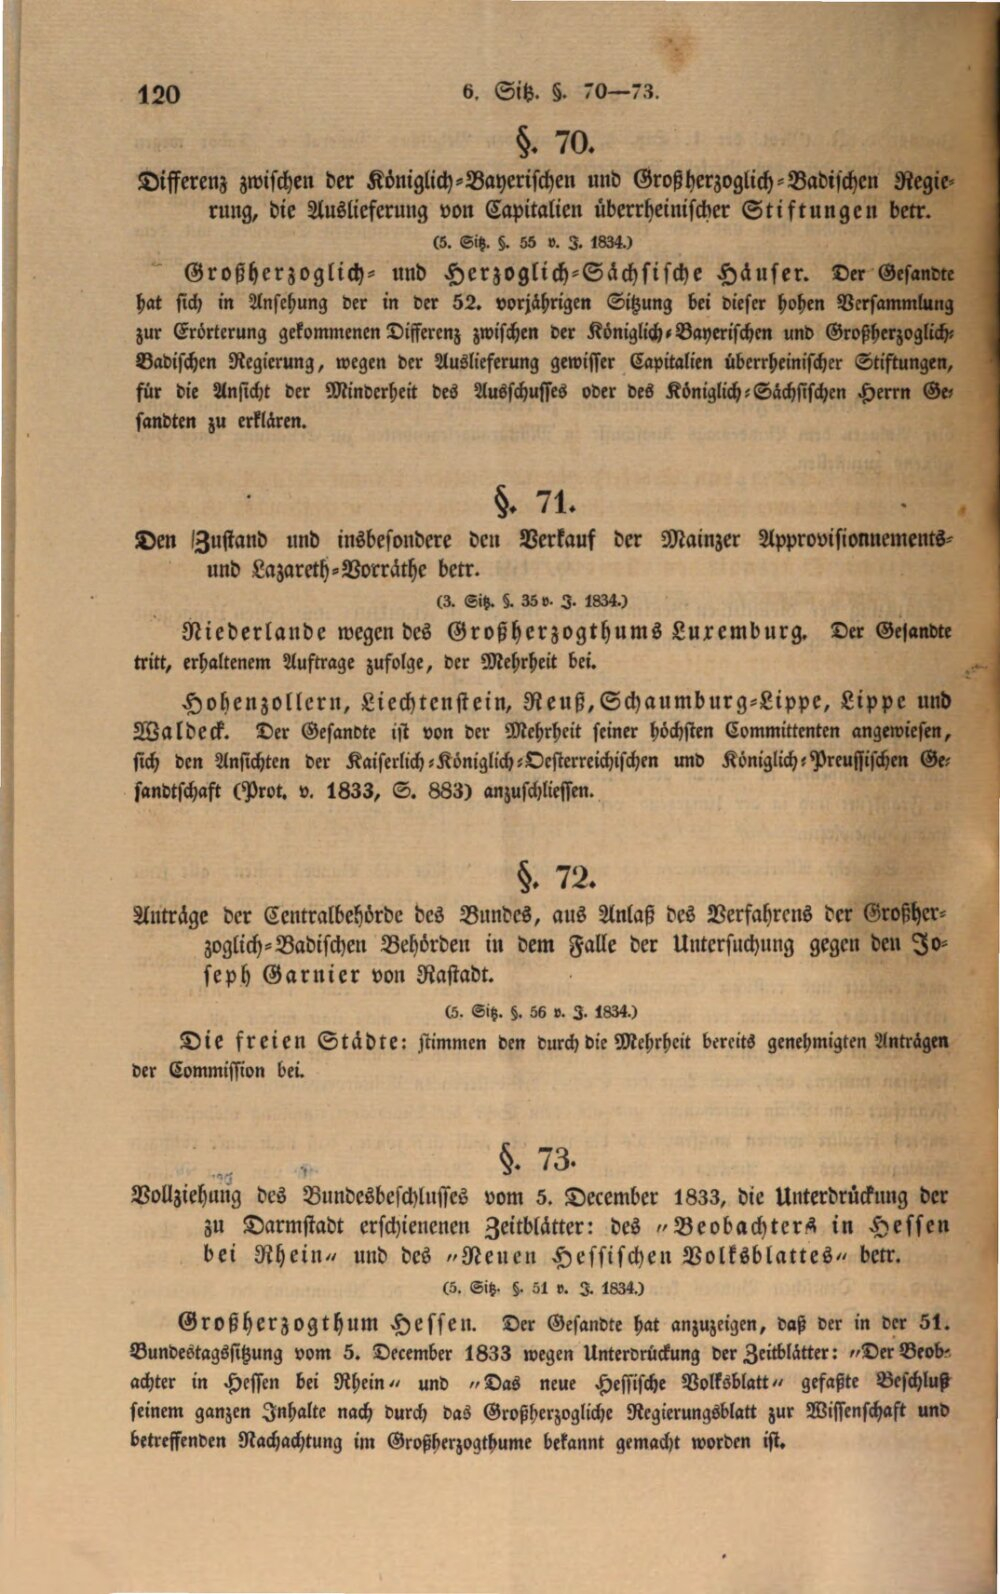 120
6. Sitz. §. 70—73.
§. 70.
Differenz zwischen der Königlich-Bayerischen und Großherzoglich-Badischen Regie-
rung, die Auslieferung von Capitalien überrheinischer Stiftungen betr.
(5. Sitz. §. 55 v. J. 1834.)
Großherzoglich- und Herzoglich-Sächsische Häuser. Der Gesandte
hat sich in Ansehung der in der 52. vorjährigen Sitzung bei dieser hohen Versammlung
zur Erörterung gekommenen Differenz zwischen der Königlich-Bayerischen und Großherzoglich-
Badischen Regierung, wegen der Auslieferung gewisser Capitalien überrheinischer Stiftungen,
für die Ansicht der Minderheit des Ausschusses oder des Königlich-Sächsischen Herrn Ge-
sandten zu erklären.
§. 71.
Den Zustand und insbesondere den Verkauf der Mainzer Approvisionnements-
und Lazareth-Vorräthe betr.
(3. Sitz. §. 35 v. J. 1834.)
Niederlande wegen des Großherzogthums Luxemburg. Der Gesandte
tritt, erhaltenem Auftrage zufolge, der Mehrheit bei.
Hohenzollern, Liechtenstein, Reuß, Schaumburg-Lippe, Lippe und
Waldeck. Der Gesandte ist von der Mehrheit seiner höchsten Committenten angewiesen,
sich den Ansichten der Kaiserlich-Königlich-Oesterreichischen und Königlich-Preussischen Ge-
sandtschaft (Prot. v. 1833, S. 883) anzuschliessen.
§. 72.
Anträge der Centralbehörde des Bundes, aus Anlaß des Verfahrens der Großher-
zoglich-Badischen Behörden in dem Falle der Untersuchung gegen den Jo-
seph Garnier von Rastadt.
(5. Sitz. §. 56 v. J. 1834.)
Die freien Städte: stimmen den durch die Mehrheit bereits genehmigten Anträgen
der Commission bei.
§. 73.
Vollziehung des Bundesbeschlusses vom 5. December 1833, die Unterdrückung der
zu Darmstadt erschienenen Zeitblätter: des "Beobachters in Hessen
bei Rhein" und des "Neuen Hessischen Volksblattes" betr.
(5. Sitz. §. 51 v. J. 1834.)
Großherzogthum Hessen. Der Gesandte hat anzuzeigen, daß der in der 51.
Bundestagssitzung vom 5. December 1833 wegen Unterdrückung der Zeitblätter: "Der Beob-
achter in Hessen bei Rhein" und "Das neue Hessische Volksblatt" gefaßte Beschluß
seinem ganzen Inhalte nach durch das Großherzogliche Regierungsblatt zur Wissenschaft und
betreffenden Nachachtung im Großherzogthume bekannt gemacht worden ist.